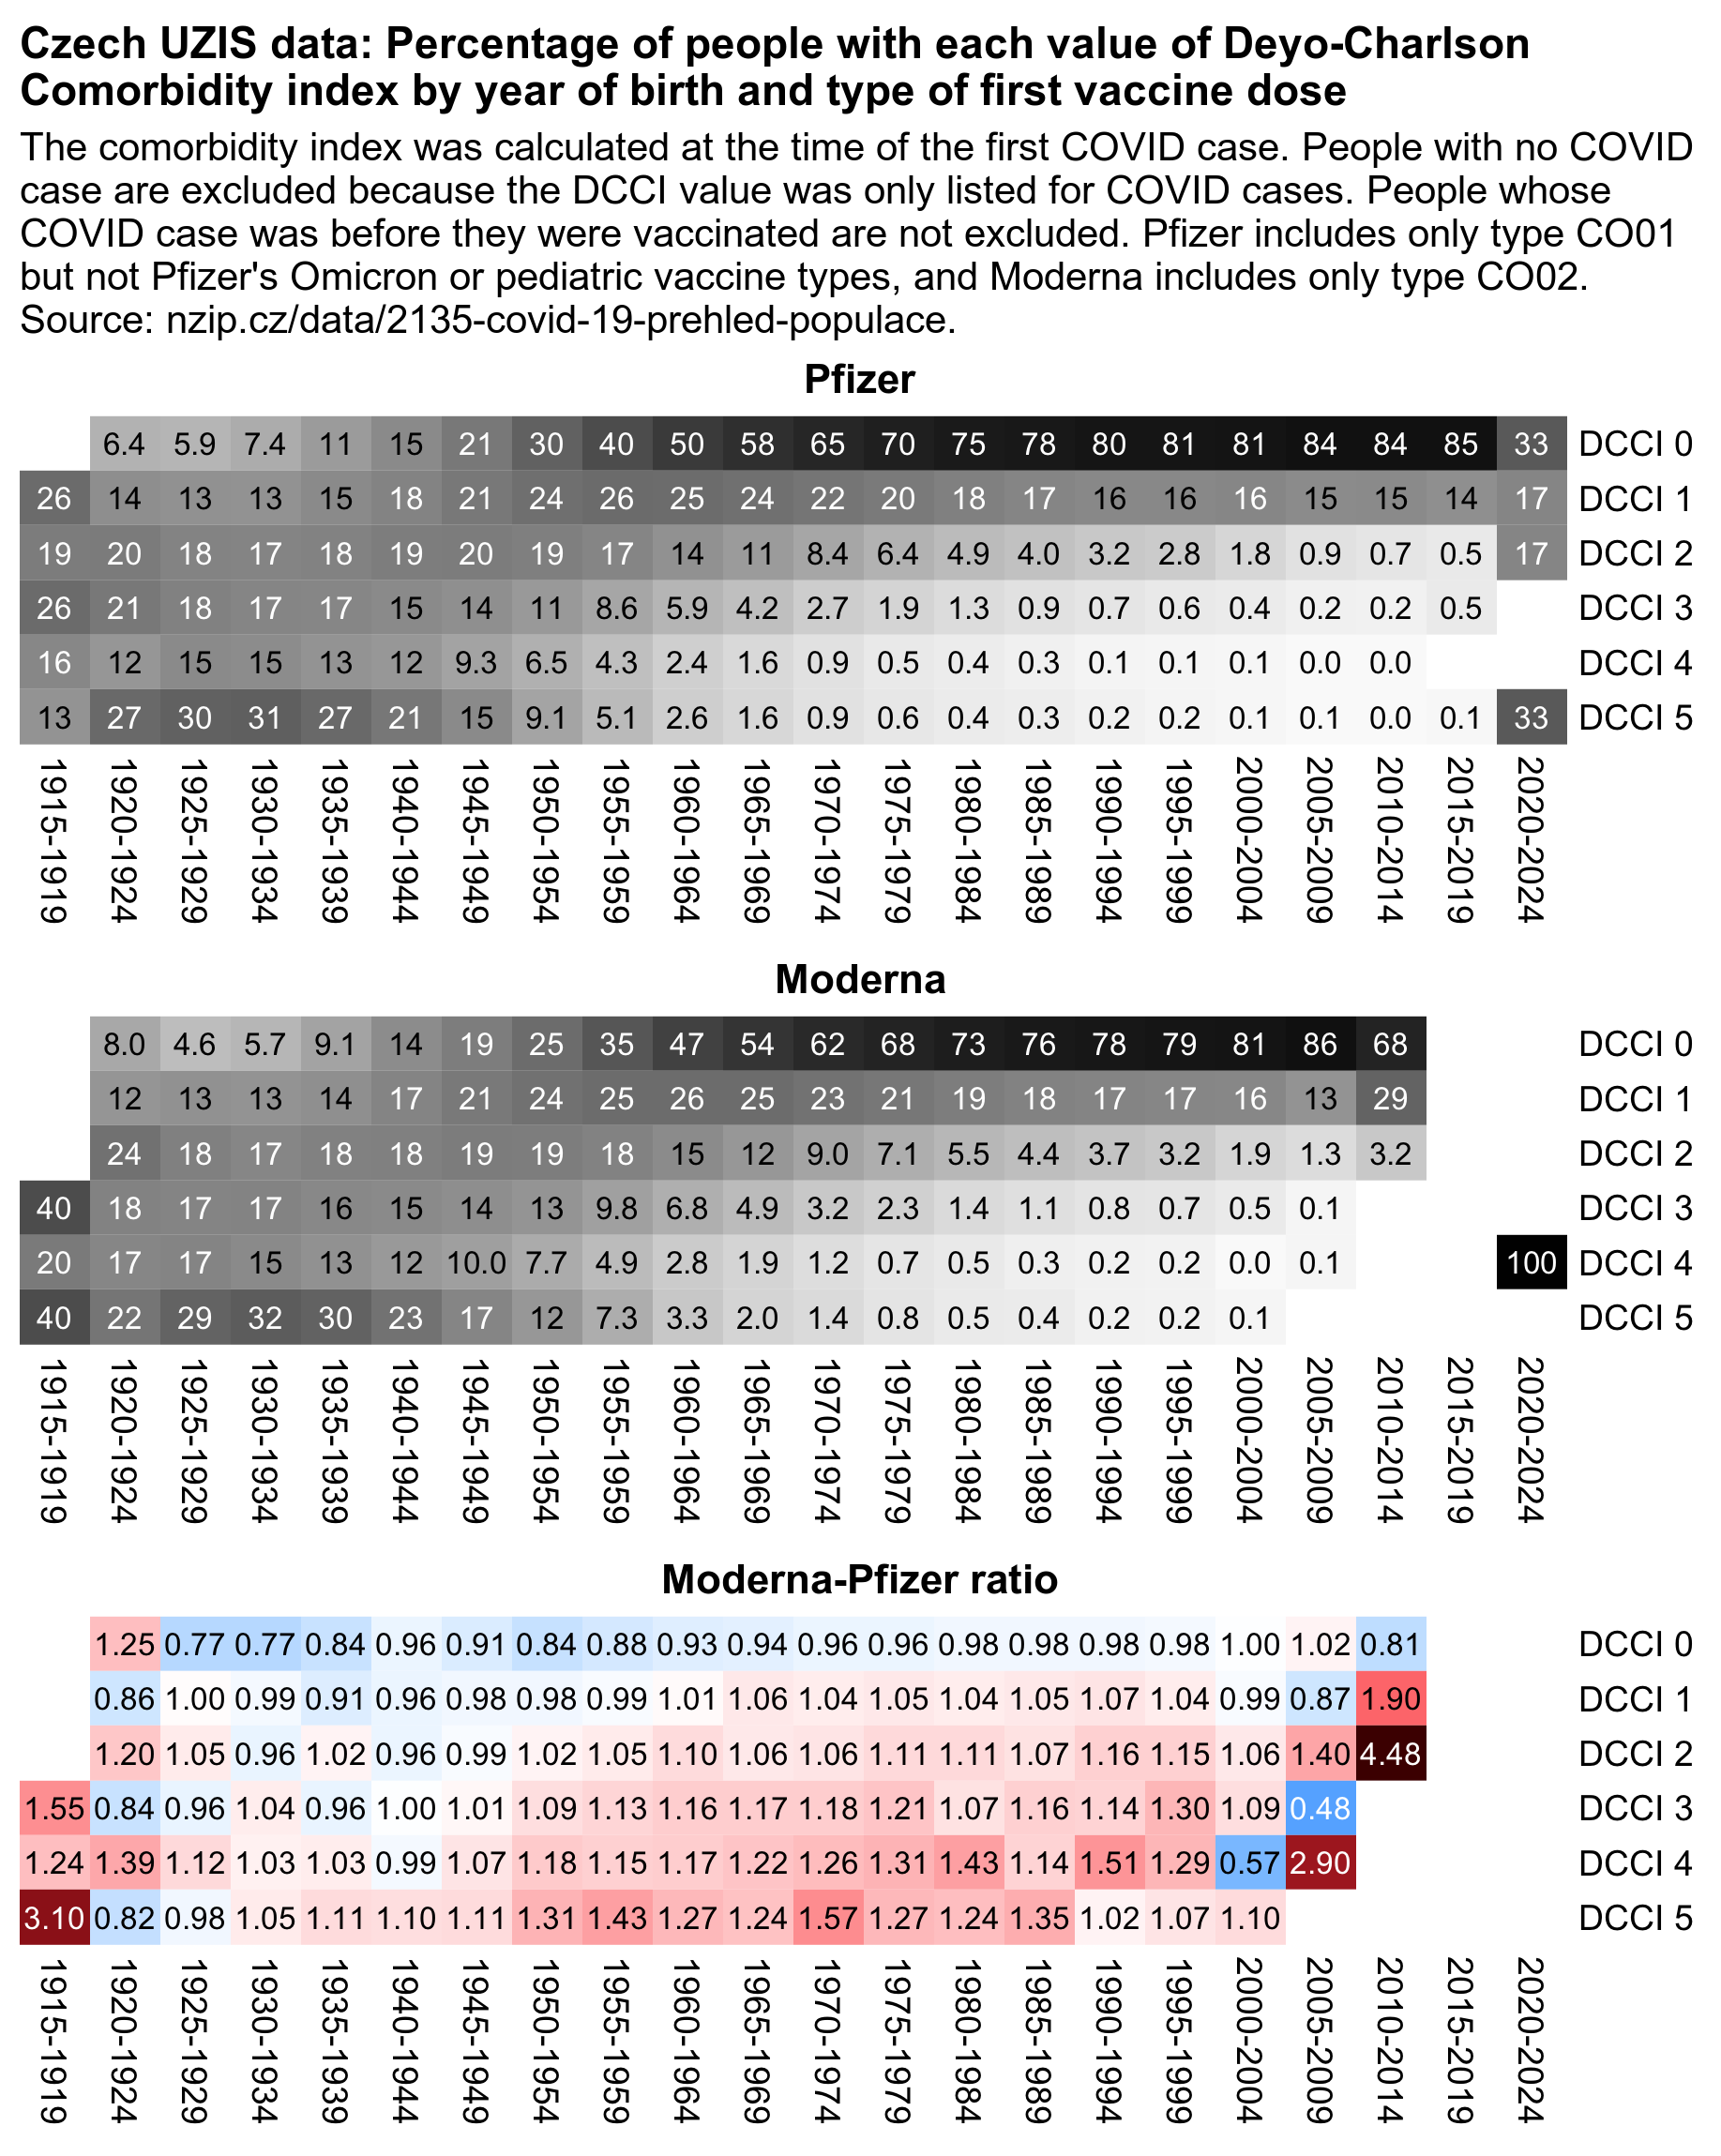 Czech UZIS data: Percentage of people with each value of Deyo-Charlson
Comorbidity index by year of birth and type of first vaccine dose
The comorbidity index was calculated at the time of the first COVID case. People with no COVID
case are excluded because the DCCI value was only listed for COVID cases. People whose
COVID case was before they were vaccinated are not excluded. Pfizer includes only type CO01
but not Pfizer's Omicron or pediatric vaccine types, and Moderna includes only type CO02.
Source: nzip.cz/data/2135-covid-19-prehled-populace.
Pfizer
6.4 5.9 7.4 11 15 21 30 40 50 58 65 70 75 78 80 81 81 84 84 85 33 DCCI 0
26 14 13 13 15 18 21 24 26 25 24 22 20 18 17 16 16 16 15 15 14 17 DCCI 1
19 20 18 17 18 19 20 19 17 14 11 8.4 6.4 4.9 4.0 3.2 2.8 1.8 0.9 0.7 0.5 17 DCCI 2
26 21 18 17 17 15 14 11 8.6 5.9 4.2 2.7 1.9 1.3 0.9 0.7 0.6 0.4 0.2 0.2 0.5 DCCI 3
16 12 15 15 13 12 9.3 6.5 4.3 2.4 1.6 0.9 0.5 0.4 0.3 0.1 0.1 0.1 0.0 0.0 DCCI 4
13 27 30 31 27 21 15 9.1 5.1 2.6 1.6 0.9 0.6 0.4 0.3 0.2 0.2 0.1 0.1 0.0 0.1 33 DCCI 5
1915-1919 1920-1924 1925-1929 1930-1934 1935-1939 1940-1944 1945-1949 1950-1954 1955-1959 1960-1964 1965-1969 1970-1974 1975-1979 1980-1984 1985-1989 1990-1994 1995-1999 2000-2004 2005-2009 2010-2014 2015-2019 2020-2024
Moderna
8.0 4.6 5.7 9.1 14 19 25 35 47 54 62 68 73 76 78 79 81 86 68 DCCI 0
12 13 13 14 17 21 24 25 26 25 23 21 19 18 17 17 16 13 29 DCCI 1
24 18 17 18 18 19 19 18 15 12 9.0 7.1 5.5 4.4 3.7 3.2 1.9 1.3 3.2 DCCI 2
40 18 17 17 16 15 14 13 9.8 6.8 4.9 3.2 2.3 1.4 1.1 0.8 0.7 0.5 0.1 DCCI 3
20 17 17 15 13 12 10.0 7.7 4.9 2.8 1.9 1.2 0.7 0.5 0.3 0.2 0.2 0.0 0.1 100 DCCI 4
40 22 29 32 30 23 17 12 7.3 3.3 2.0 1.4 0.8 0.5 0.4 0.2 0.2 0.1 DCCI 5
1915-1919 1920-1924 1925-1929 1930-1934 1935-1939 1940-1944 1945-1949 1950-1954 1955-1959 1960-1964 1965-1969 1970-1974 1975-1979 1980-1984 1985-1989 1990-1994 1995-1999 2000-2004 2005-2009 2010-2014 2015-2019 2020-2024
Moderna-Pfizer ratio
1.25 0.77 0.77 0.84 0.96 0.91 0.84 0.88 0.93 0.94 0.96 0.96 0.98 0.98 0.98 0.98 1.00 1.02 0.81 DCCI 0
0.86 1.00 0.99 0.91 0.96 0.98 0.98 0.99 1.01 1.06 1.04 1.05 1.04 1.05 1.07 1.04 0.99 0.87 1.90 DCCI 1
1.20 1.05 0.96 1.02 0.96 0.99 1.02 1.05 1.10 1.06 1.06 1.11 1.11 1.07 1.16 1.15 1.06 1.40 4.48 DCCI 2
1.55 0.84 0.96 1.04 0.96 1.00 1.01 1.09 1.13 1.16 1.17 1.18 1.21 1.07 1.16 1.14 1.30 1.09 0.48 DCCI 3
1.24 1.39 1.12 1.03 1.03 0.99 1.07 1.18 1.15 1.17 1.22 1.26 1.31 1.43 1.14 1.51 1.29 0.57 2.90 DCCI 4
3.10 0.82 0.98 1.05 1.11 1.10 1.11 1.31 1.43 1.27 1.24 1.57 1.27 1.24 1.35 1.02 1.07 1.10 DCCI 5
1915-1919 1920-1924 1925-1929 1930-1934 1935-1939 1940-1944 1945-1949 1950-1954 1955-1959 1960-1964 1965-1969 1970-1974 1975-1979 1980-1984 1985-1989 1990-1994 1995-1999 2000-2004 2005-2009 2010-2014 2015-2019 2020-2024